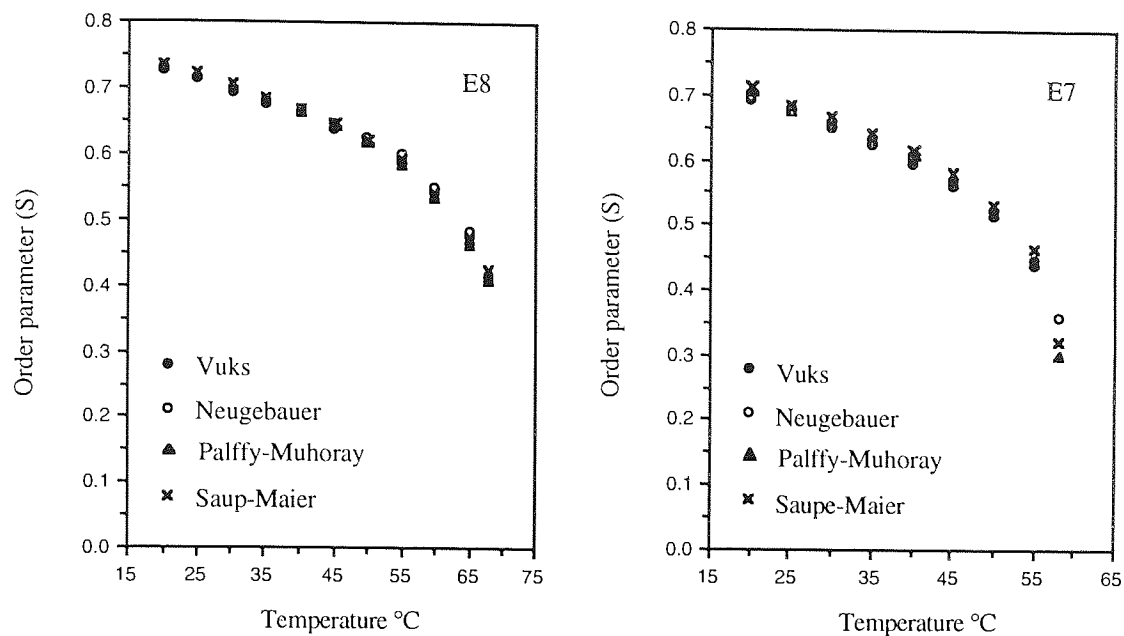 0.8
0.7
0.6
0.5
0.4
0.3
0.2
0.1
0.0
15
25
35
45
55
65
75
Order parameter (S)
Temperature °C
E8
Vuks
Neugebauer
Palffy-Muhoray
Saup-Maier
0.8
0.7
0.6
0.5
0.4
0.3
0.2
0.1
0.0
15
25
35
45
55
65
Order parameter (S)
Temperature °C
E7
Vuks
Neugebauer
Palffy-Muhoray
Saupe-Maier